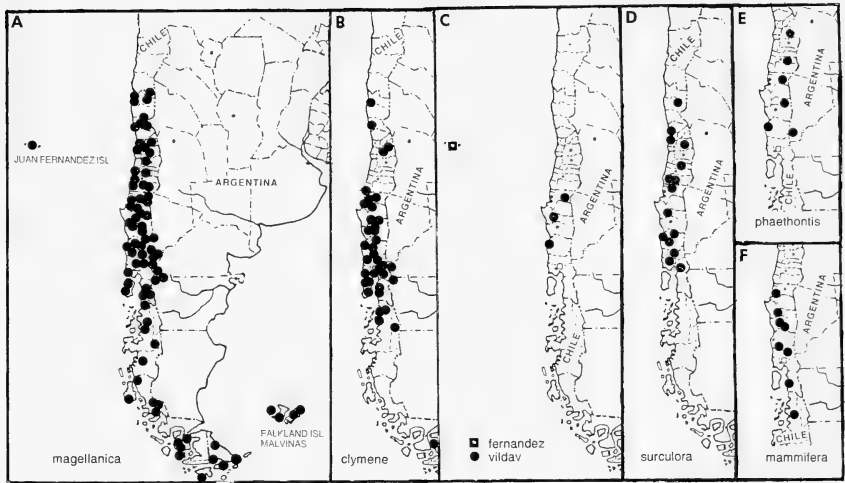 A
CHILE
JUAN FERNANDEZ ISL
ARGENTINA
FALKLAND ISL
MALVINAS
magellanica
B
CHILE
ARGENTINA
clymene
C
ARGENTINA
CHILE
fernandez
vildav
D
CHILE
ARGENTINA
surculora
E
ARGENTINA
CHILE
phaethontis
F
ARGENTINA
CHILE
mammifera